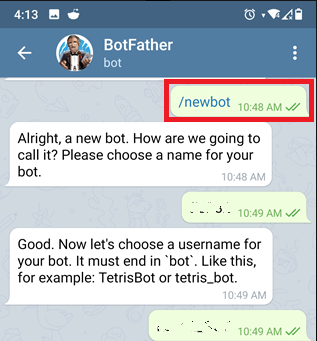 4:13
BotFather
bot
/newbot
10:48 AM
Alright, a new bot. How are we going to
call it? Please choose a name for your
bot.
10:48 AM
10:49 AM
Good. Now let's choose a username for
your bot. It must end in `bot`. Like this,
for example: TetrisBot or tetris_bot.
10:49 AM
10:49 AM